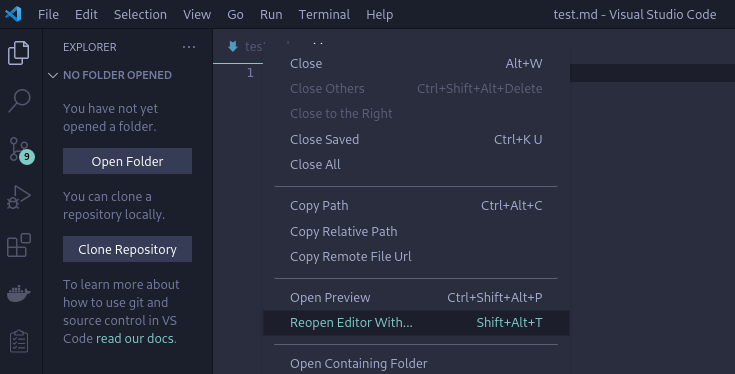 File Edit Selection View Go Run Terminal Help test.md - Visual Studio Code
EXPLORER
NO FOLDER OPENED
You have not yet
opened a folder.
Open Folder
You can clone a
repository locally.
Clone Repository
To learn more about
how to use git and
source control in VS
Code read our docs.
9
tes
1
Close Alt+W
Close Others Ctrl+Shift+Alt+Delete
Close to the Right
Close Saved Ctrl+K U
Close All
Copy Path Ctrl+Alt+C
Copy Relative Path
Copy Remote File Url
Open Preview Ctrl+Shift+Alt+P
Reopen Editor With... Shift+Alt+T
Open Containing Folder